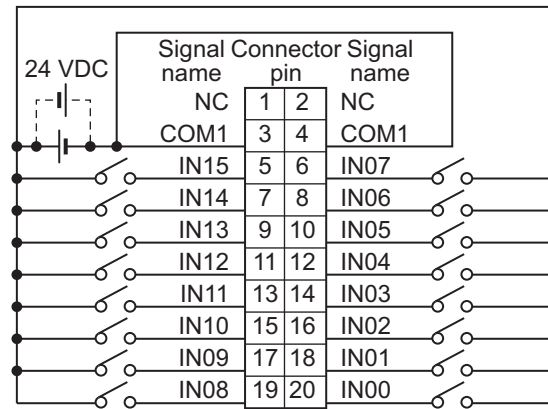 Signal Connector Signal
24 VDC name pin name
NC 1 2 NC
COM1 3 4 COM1
IN15 5 6 IN07
IN14 7 8 IN06
IN13 9 10 IN05
IN12 11 12 IN04
IN11 13 14 IN03
IN10 15 16 IN02
IN09 17 18 IN01
IN08 19 20 IN00